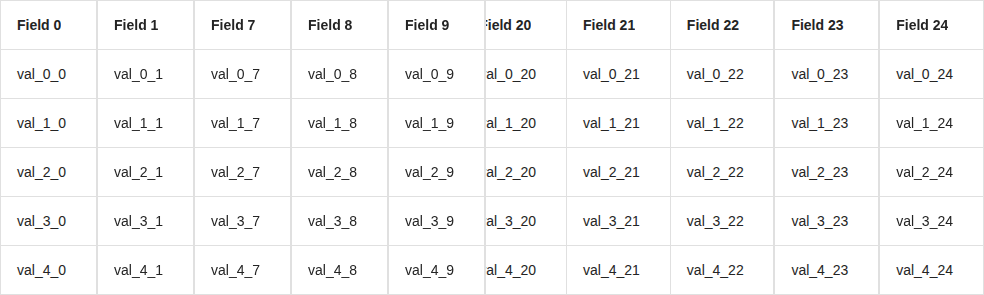 Field 0 Field 1 Field 7 Field 8 Field 9 Field 20 Field 21 Field 22 Field 23 Field 24
val_0_0 val_0_1 val_0_7 val_0_8 val_0_9 al_0_20 val_0_21 val_0_22 val_0_23 val_0_24
val_1_0 val_1_1 val_1_7 val_1_8 val_1_9 al_1_20 val_1_21 val_1_22 val_1_23 val_1_24
val_2_0 val_2_1 val_2_7 val_2_8 val_2_9 al_2_20 val_2_21 val_2_22 val_2_23 val_2_24
val_3_0 val_3_1 val_3_7 val_3_8 val_3_9 al_3_20 val_3_21 val_3_22 val_3_23 val_3_24
val_4_0 val_4_1 val_4_7 val_4_8 val_4_9 al_4_20 val_4_21 val_4_22 val_4_23 val_4_24